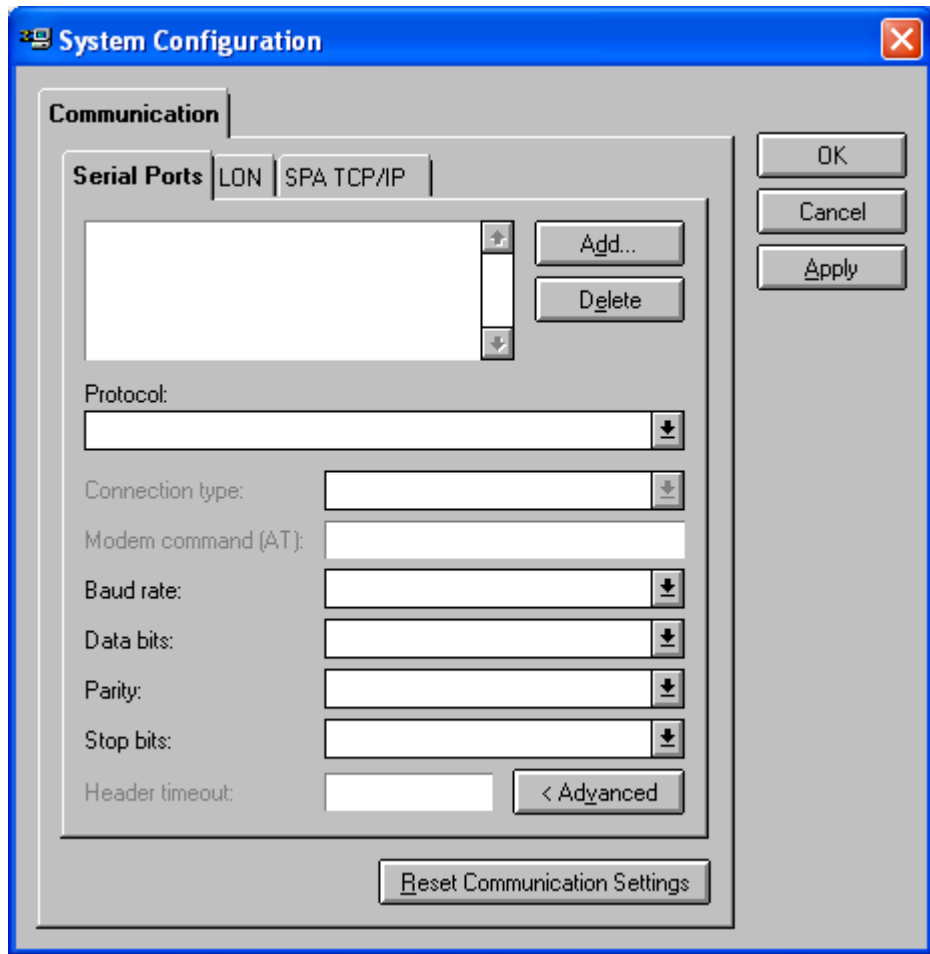 System Configuration
Communication
Serial Ports LON SPA TCP/IP
OK
Cancel
Apply
Add...
Delete
Protocol:
Connection type:
Modem command (AT):
Baud rate:
Data bits:
Parity:
Stop bits:
Header timeout:
< Advanced
Reset Communication Settings